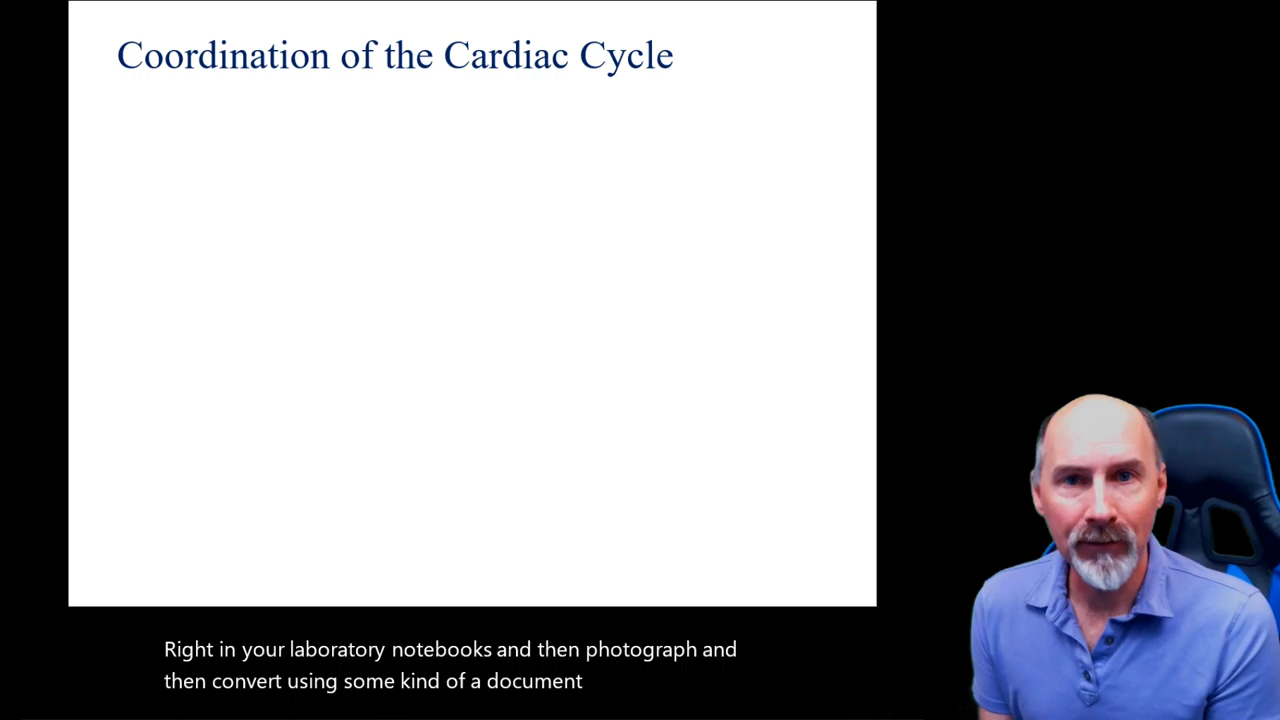 Coordination of the Cardiac Cycle
Right in your laboratory notebooks and then photograph and
then convert using some kind of a document